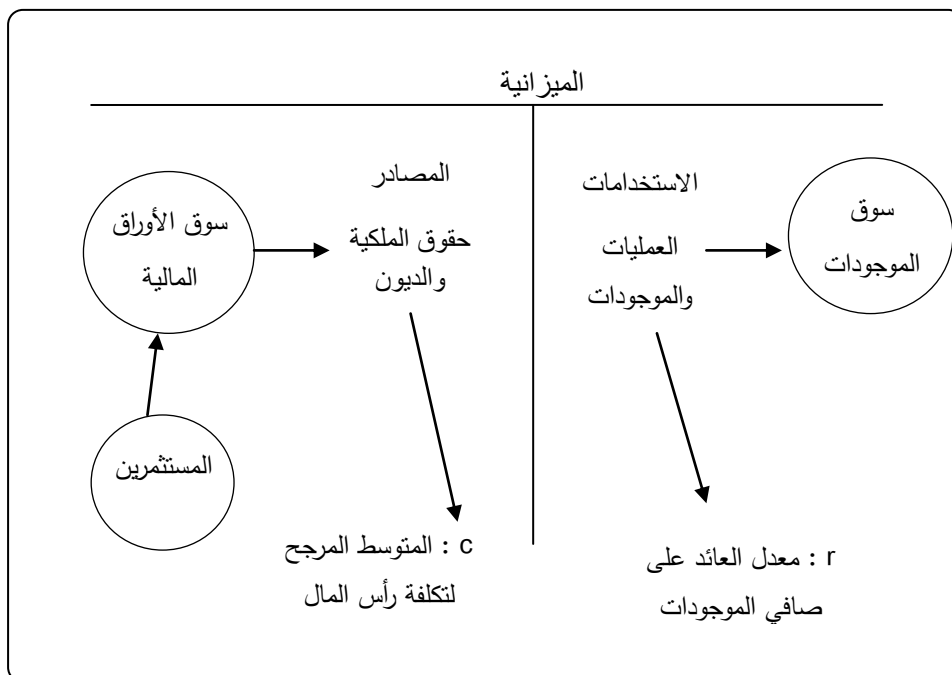 الميزانية
سوق
الموجودات
الاستخدامات
العمليات
والموجودات
r : معدل العائد على
صافي الموجودات
المصادر
حقوق الملكية
والديون
c : المتوسط المرجح
لتكلفة رأس المال
سوق الأوراق
المالية
المستثمرين